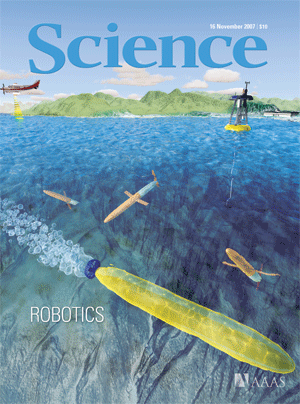 16 November 2007 | $10
Science
ROBOTICS
AAAS